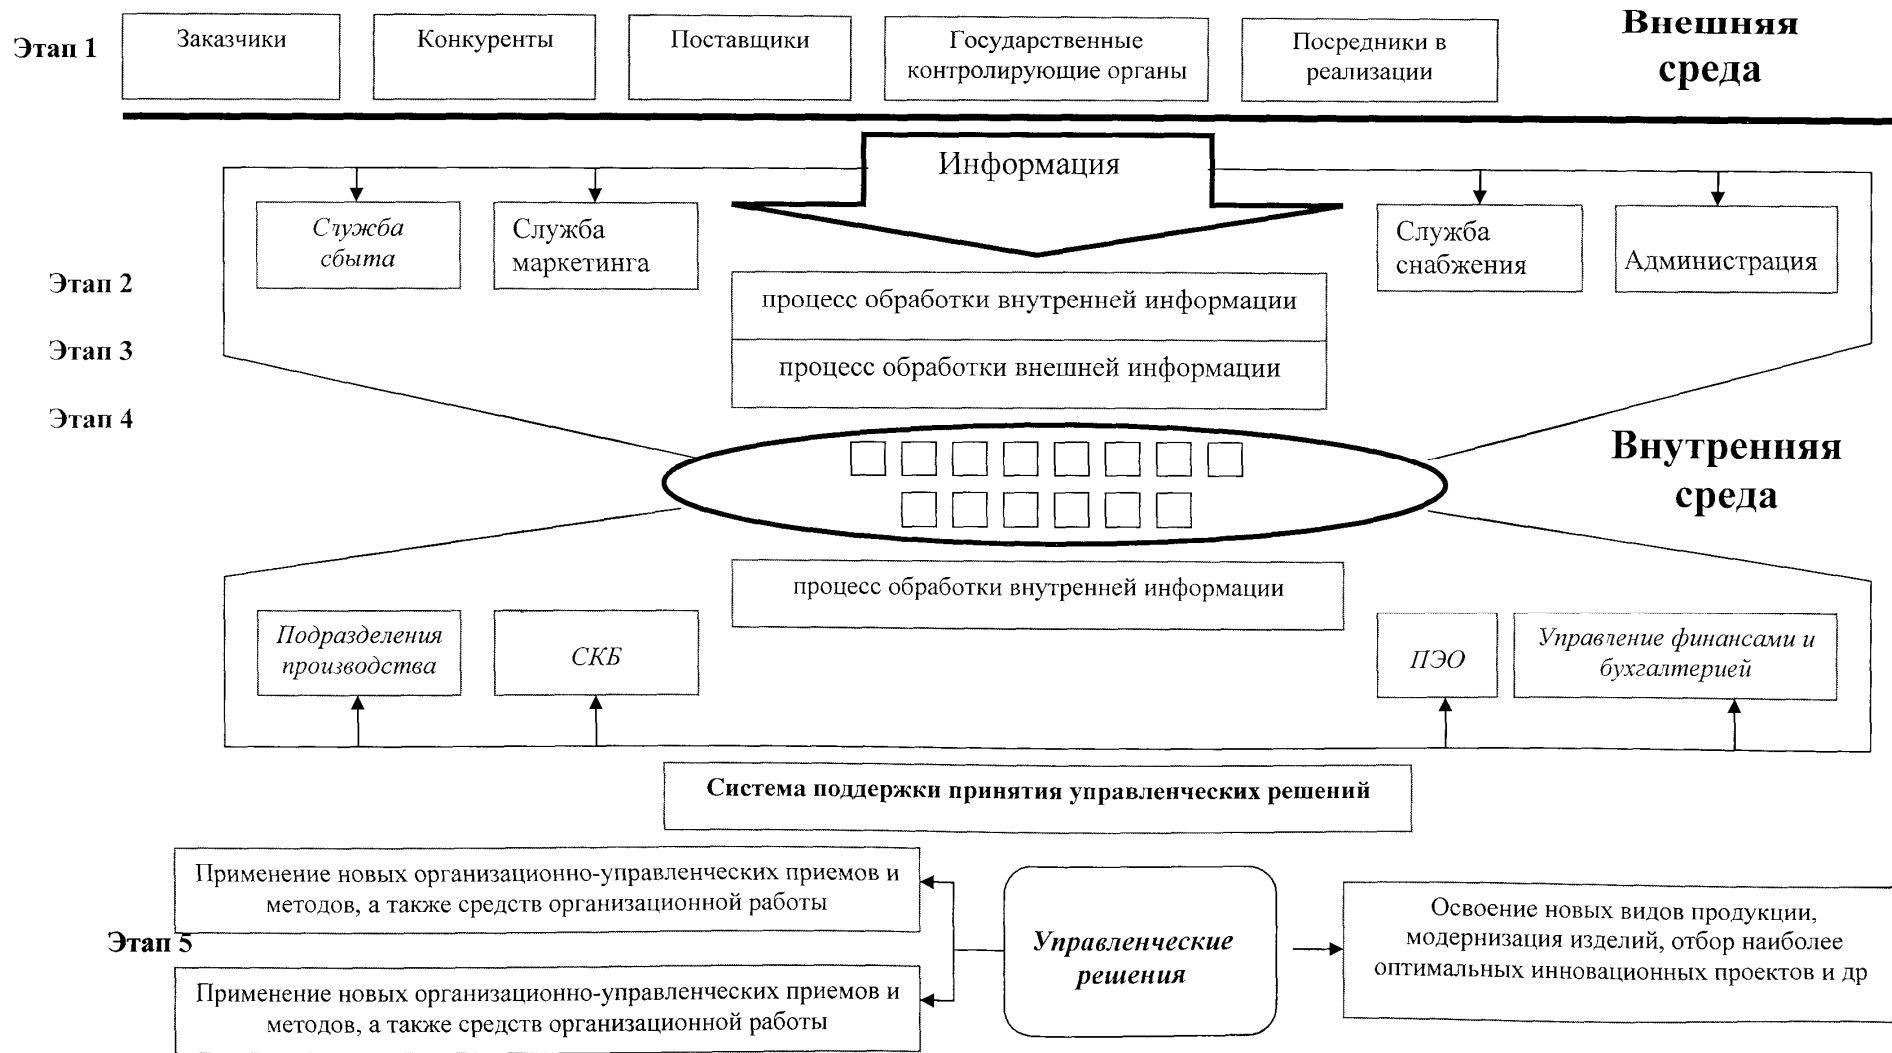 Этап 1
Заказчики
Конкуренты
Поставщики
Государственные
контролирующие органы
Посредники в
реализации
Внешняя
среда
Информация
Служба
сбыта
Служба
маркетинга
Служба
снабжения
Администрация
Этап 2
процесс обработки внутренней информации
Этап 3
процесс обработки внешней информации
Этап 4
Внутренняя
среда
процесс обработки внутренней информации
Подразделения
производства
СКБ
ПЭО
Управление финансами и
бухгалтерией
Система поддержки принятия управленческих решений
Применение новых организационно-управленческих приемов и
методов, а также средств организационной работы
Этап 5
Применение новых организационно-управленческих приемов и
методов, а также средств организационной работы
Управленческие
решения
Освоение новых видов продукции,
модернизация изделий, отбор наиболее
оптимальных инновационных проектов и др